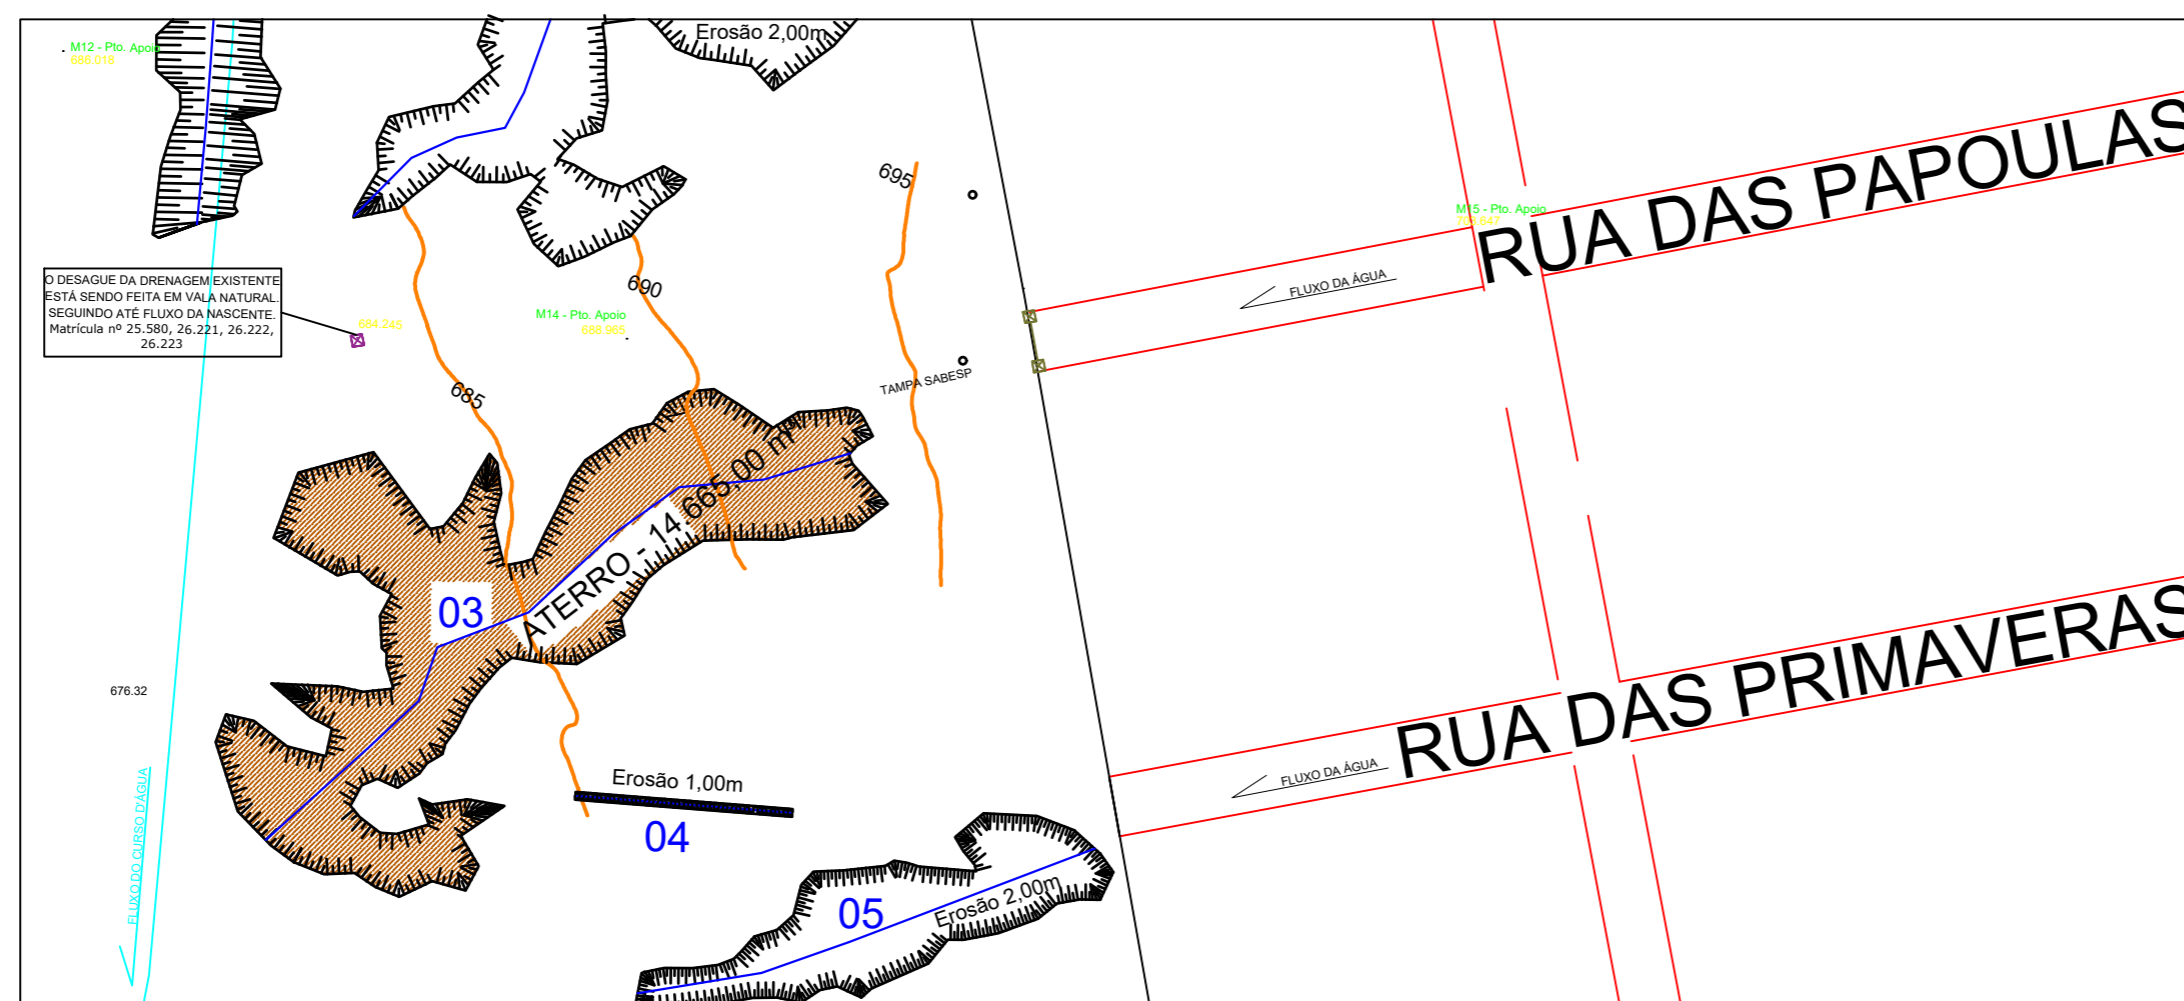 Erosão 2,00m
M12 - Pto. Apoio
686.018
695
RUA DAS PAPOULAS
M15 - Pto. Apoio
FLUXO DA ÁGUA
O DESAGUE DA DRENAGEM EXISTENTE
ESTÁ SENDO FEITA EM VALA NATURAL.
SEGUINDO ATÉ FLUXO DA NASCENTE.
Matrícula nº 25.580, 26.221, 26.222,
26.223
684.246
690
M14 - Pto. Apoio
688.965
TAMPA SABESP
685
ATERRO - 14.665,00 m³
03
RUA DAS PRIMAVERAS
676.32
FLUXO DA ÁGUA
FLUXO DO CURSO D'ÁGUA
Erosão 1,00m
04
05
Erosão 2,00m